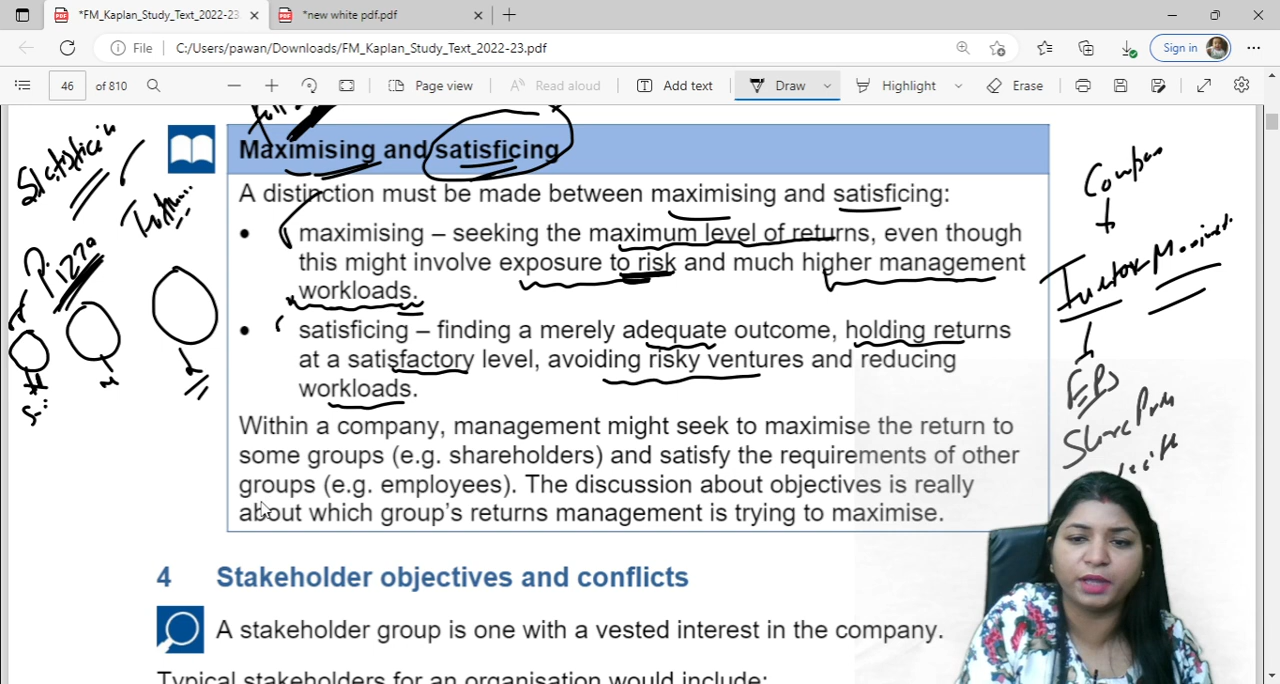 *FM_Kaplan_Study_Text_2022-23
*new white pdf.pdf
File C:/Users/pawan/Downloads/FM_Kaplan_Study_Text_2022-23.pdf
Sign in
46 of 810
Page view
Read aloud
Add text
Draw
Highlight
Erase
Maximising and satisficing
A distinction must be made between maximising and satisficing:
• maximising – seeking the maximum level of returns, even though
this might involve exposure to risk and much higher management
workloads.
• satisficing – finding a merely adequate outcome, holding returns
at a satisfactory level, avoiding risky ventures and reducing
workloads.
Within a company, management might seek to maximise the return to
some groups (e.g. shareholders) and satisfy the requirements of other
groups (e.g. employees). The discussion about objectives is really
about which group's returns management is trying to maximise.
Pizza
EPS
4 Stakeholder objectives and conflicts
A stakeholder group is one with a vested interest in the company.
Typical stakeholders for an organisation would include: